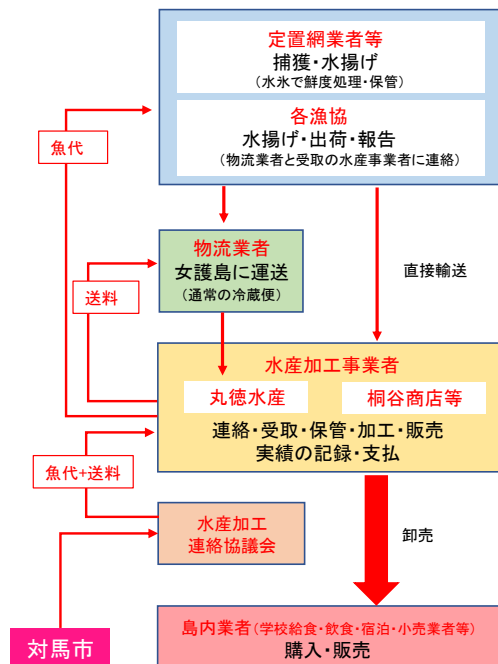 定置網業者等
捕獲・水揚げ
(水氷で鮮度処理・保管)
各漁協
水揚げ・出荷・報告
(物流業者と受取の水産事業者に連絡)
魚代
物流業者
女護島に運送
(通常の冷蔵便)
直接輸送
送料
水産加工事業者
丸徳水産
桐谷商店等
連絡・受取・保管・加工・販売
実績の記録・支払
魚代+送料
水産加工
連絡協議会
卸売
対馬市
島内業者(学校給食・飲食・宿泊・小売業者等)
購入・販売